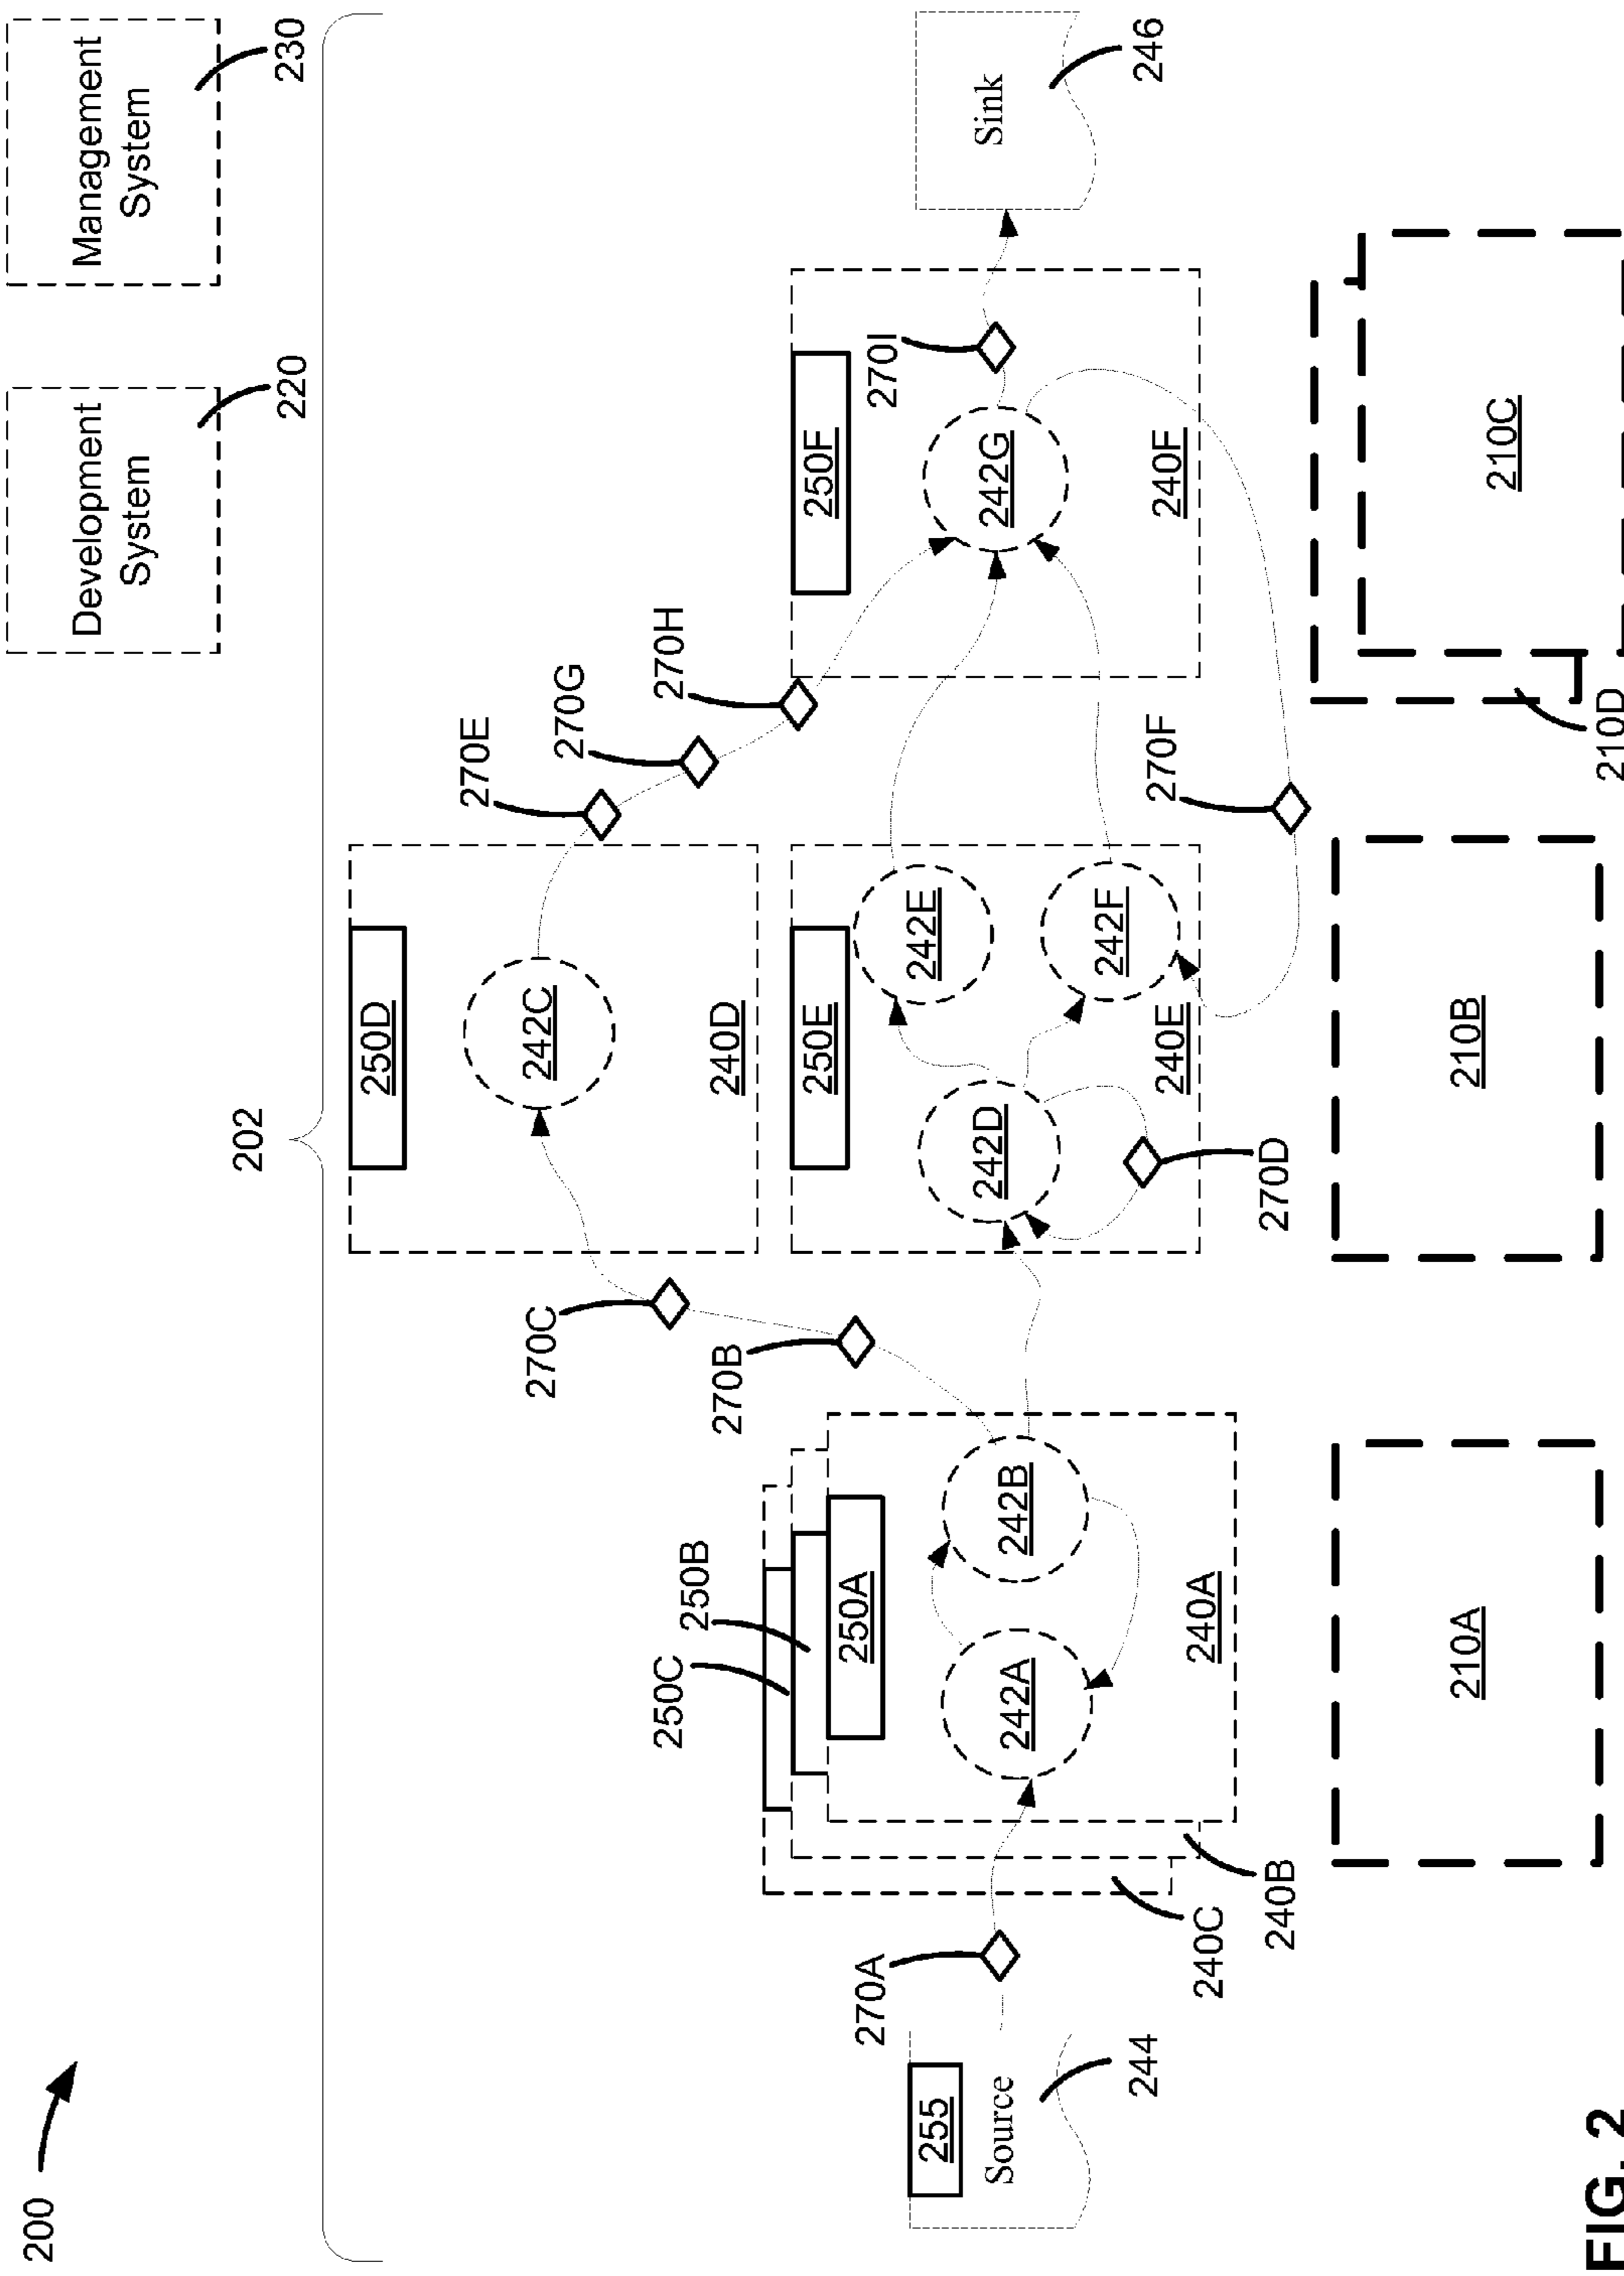 200
Development
System
220
Management
System
230
202
250D
242C
240D
270C
270B
270E
270G
270H
250C
250B
250A
242A
242B
240A
240B
240C
270A
255
Source
244
250E
242D
242E
242F
240E
270D
270F
250F
242G
240F
270I
Sink
246
210A
210B
210C
210D
FIG. 2